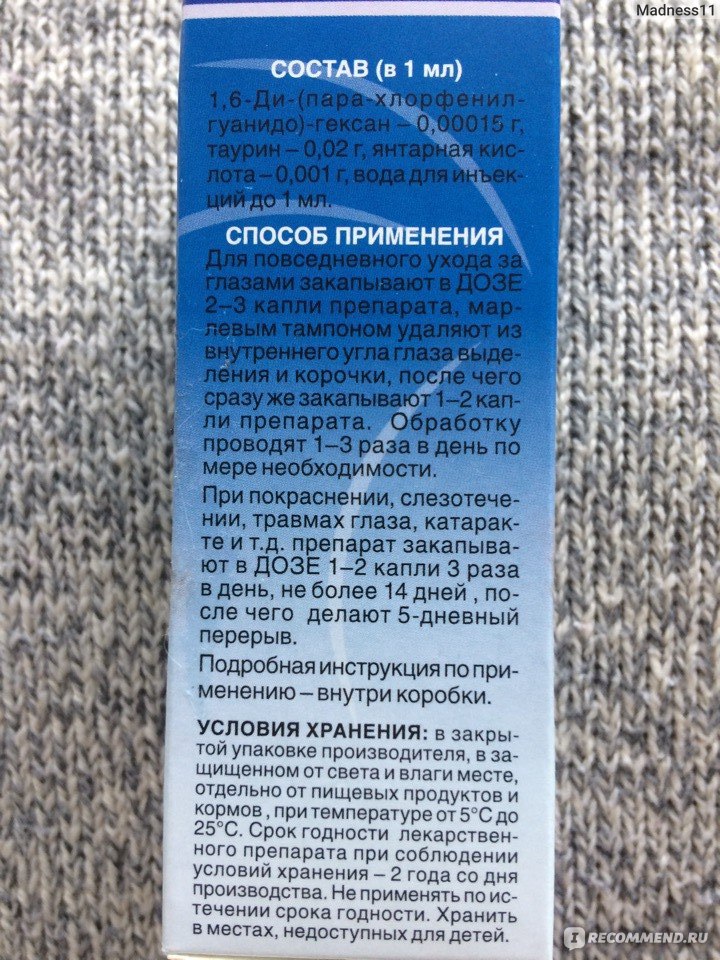 Madness11
СОСТАВ (в 1 мл)
1,6-Ди-(пара-хлорфенил-
гуанидо)-гексан – 0,00015 г,
таурин – 0,02 г, янтарная кис-
лота – 0,001 г, вода для инъек-
ций до 1 мл.
СПОСОБ ПРИМЕНЕНИЯ
Для повседневного ухода за
глазами закапывают в ДОЗЕ
2–3 капли препарата, мар-
левым тампоном удаляют из
внутреннего угла глаза выде-
ления и корочки, после чего
сразу же закапывают 1–2 кап-
ли препарата. Обработку
проводят 1–3 раза в день по
мере необходимости.
При покраснении, слезотече-
нии, травмах глаза, катарак-
те и т.д. препарат закапыва-
ют в ДОЗЕ 1–2 капли 3 раза
в день, не более 14 дней , по-
сле чего делают 5-дневный
перерыв.
Подробная инструкция по при-
менению – внутри коробки.
УСЛОВИЯ ХРАНЕНИЯ: в закры-
той упаковке производителя, в за-
щищенном от света и влаги месте,
отдельно от пищевых продуктов и
кормов , при температуре от 5°С до
25°С. Срок годности лекарствен-
ного препарата при соблюдении
условий хранения – 2 года со дня
производства. Не применять по ис-
течении срока годности. Хранить
в местах, недоступных для детей.
I RECOMMEND.RU